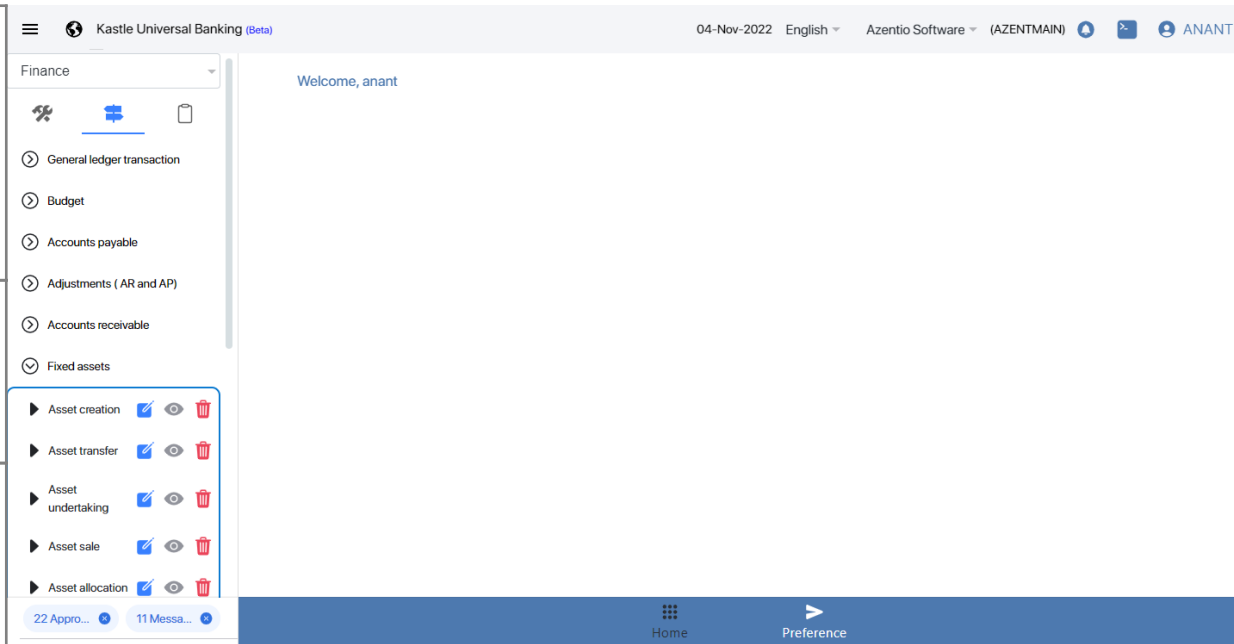 Kastle Universal Banking (Beta)
04-Nov-2022 English Azentio Software (AZENTMAIN) ANANT
Finance
Welcome, anant
General ledger transaction
Budget
Accounts payable
Adjustments ( AR and AP)
Accounts receivable
Fixed assets
Asset creation
Asset transfer
Asset
undertaking
Asset sale
Asset allocation
22 Appro... 11 Messa...
Home Preference